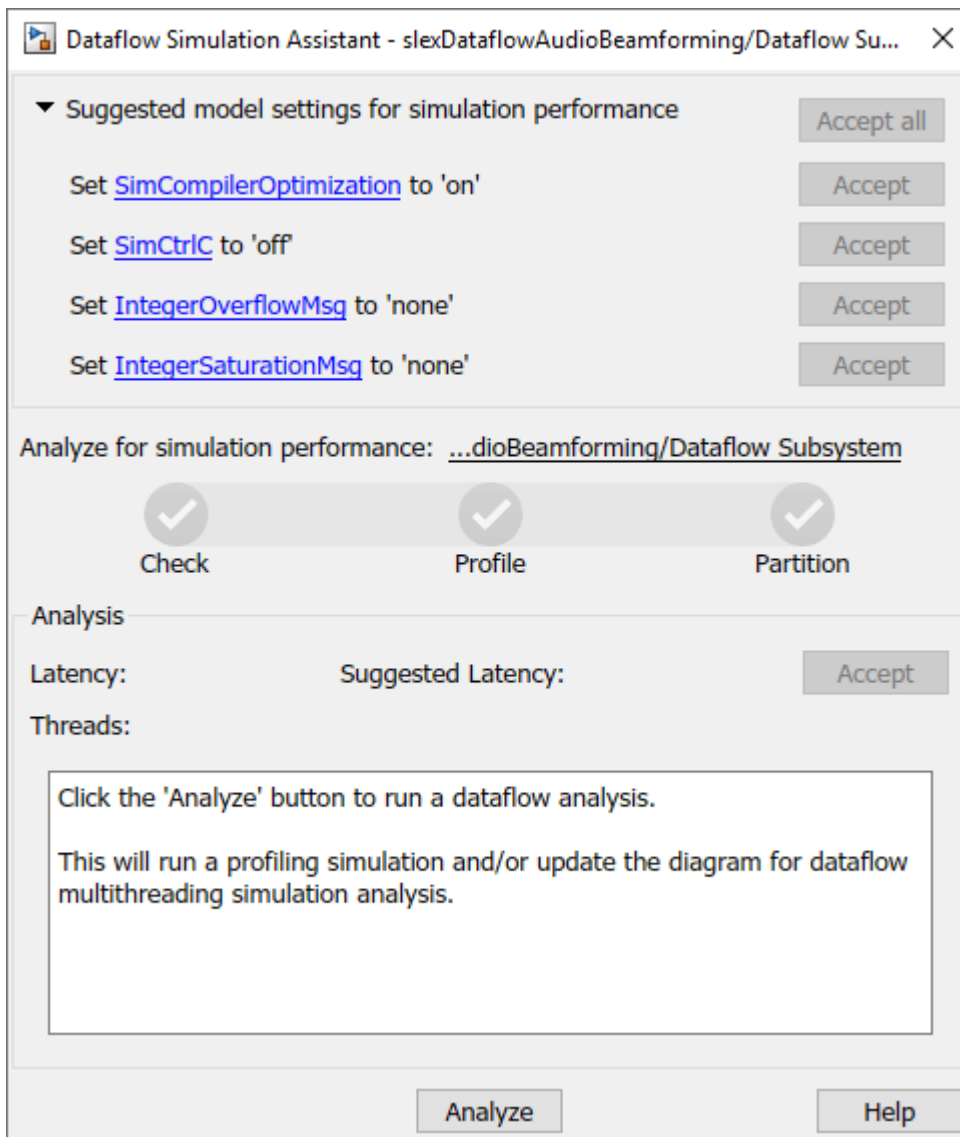 Dataflow Simulation Assistant - slexDataflowAudioBeamforming/Dataflow Su...
Suggested model settings for simulation performance Accept all
Set SimCompilerOptimization to 'on' Accept
Set SimCtrlC to 'off' Accept
Set IntegerOverflowMsg to 'none' Accept
Set IntegerSaturationMsg to 'none' Accept
Analyze for simulation performance: ...dioBeamforming/Dataflow Subsystem
Check Profile Partition
Analysis
Latency: Suggested Latency: Accept
Threads:
Click the 'Analyze' button to run a dataflow analysis.
This will run a profiling simulation and/or update the diagram for dataflow
multithreading simulation analysis.
Analyze Help